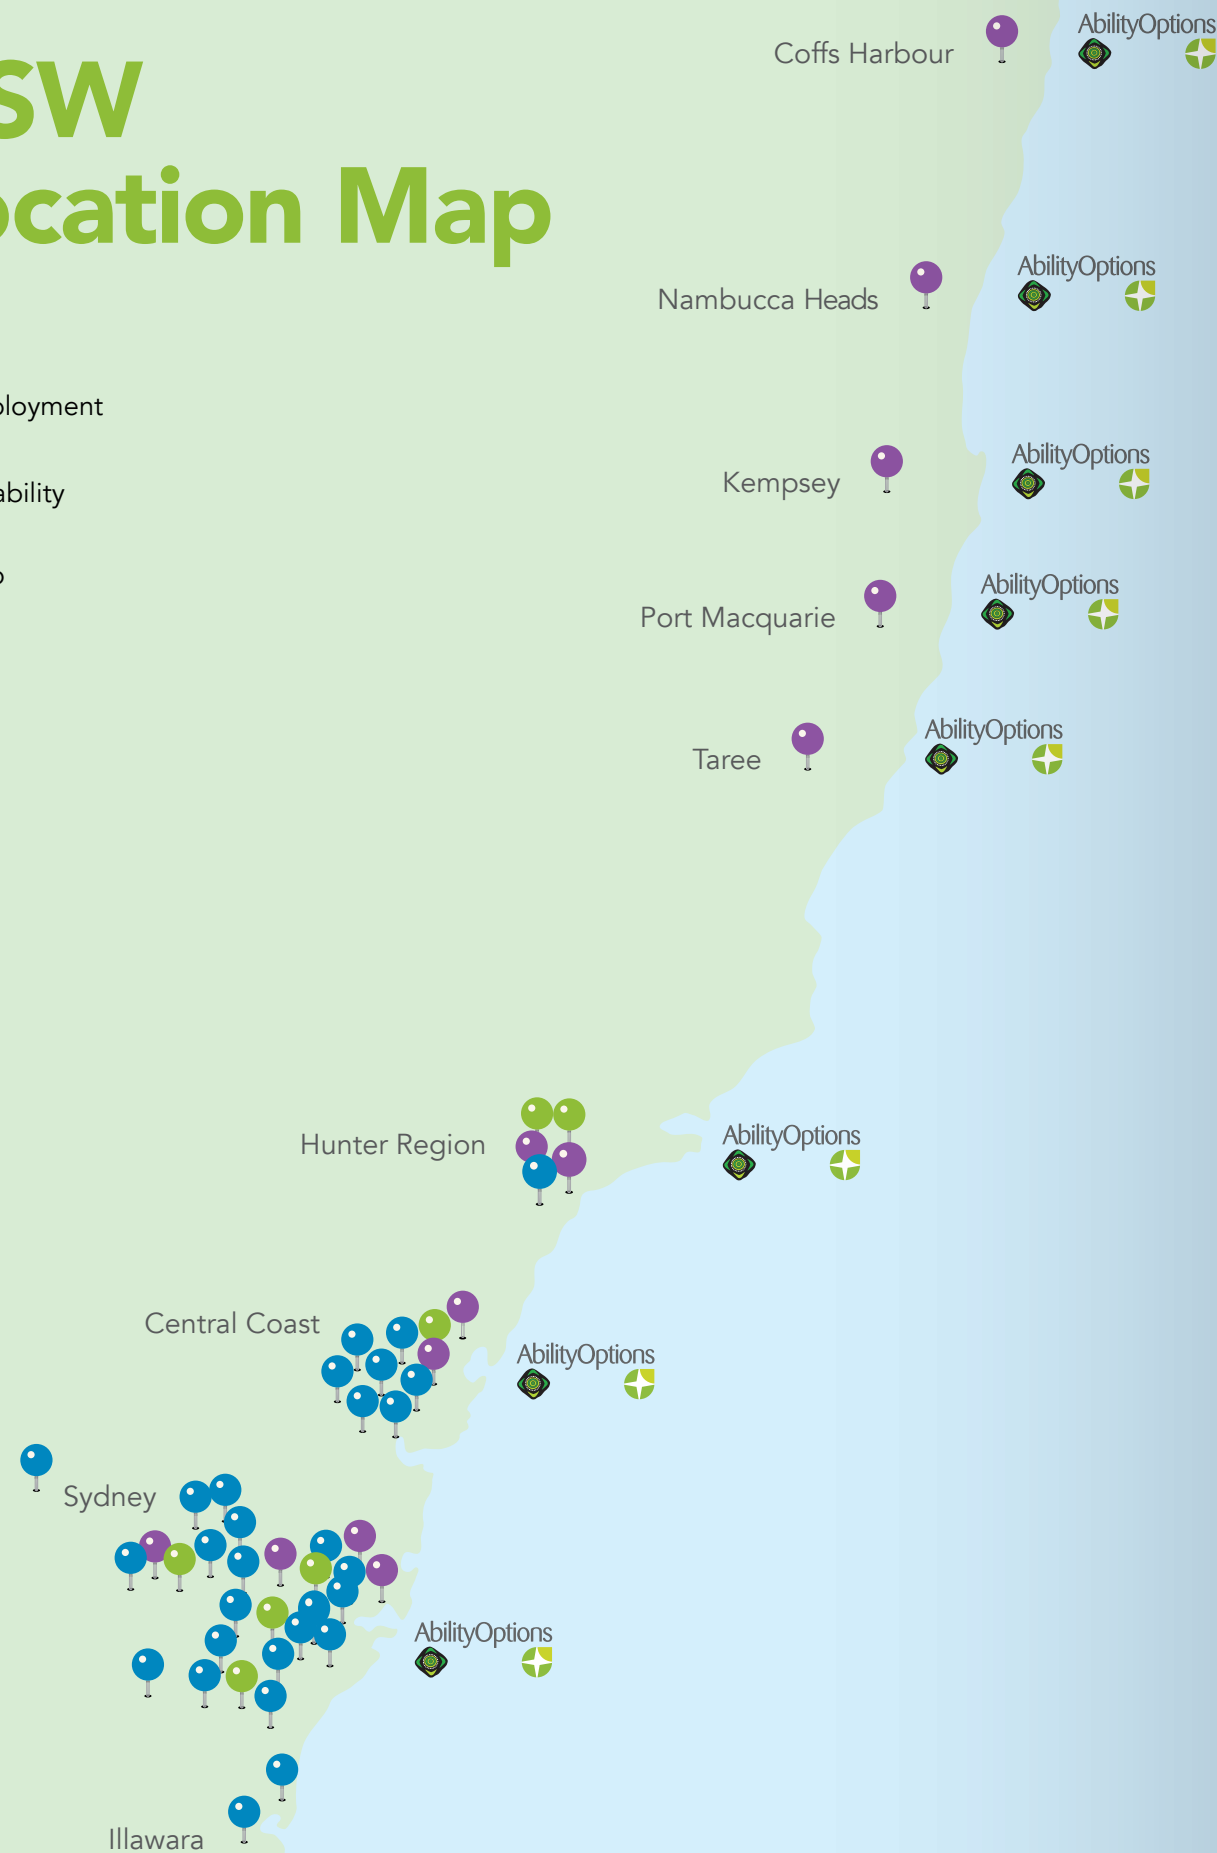 SW
ocation Map
ployment
ability
o
Coffs Harbour
AbilityOptions
Nambucca Heads
AbilityOptions
Kempsey
AbilityOptions
Port Macquarie
AbilityOptions
Taree
AbilityOptions
Hunter Region
AbilityOptions
Central Coast
AbilityOptions
Sydney
AbilityOptions
Illawara